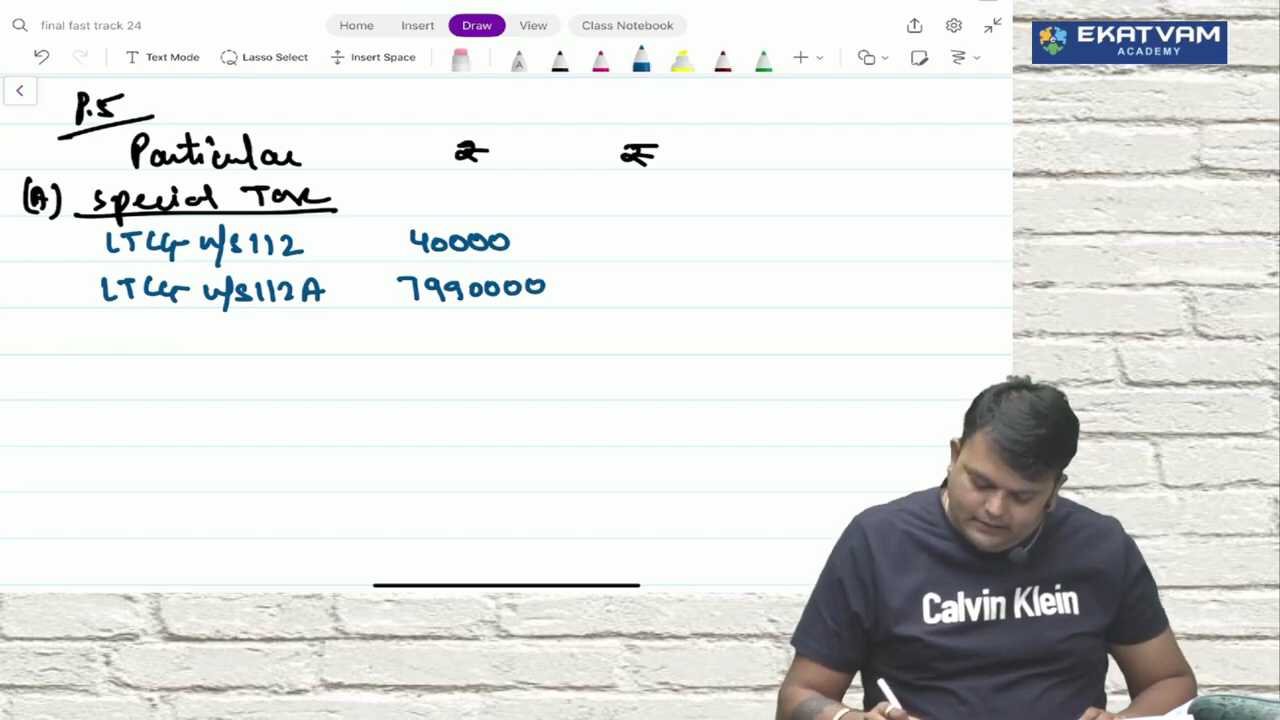 final fast track 24
Home Insert Draw View Class Notebook
EKATVAM
ACADEMY
Text Mode Lasso Select Insert Space
P.5
Particular ₹ ₹
(A) Special Tax
LTCG u/s 112 40000
LTCG u/s 112A 7990000
Calvin Klein